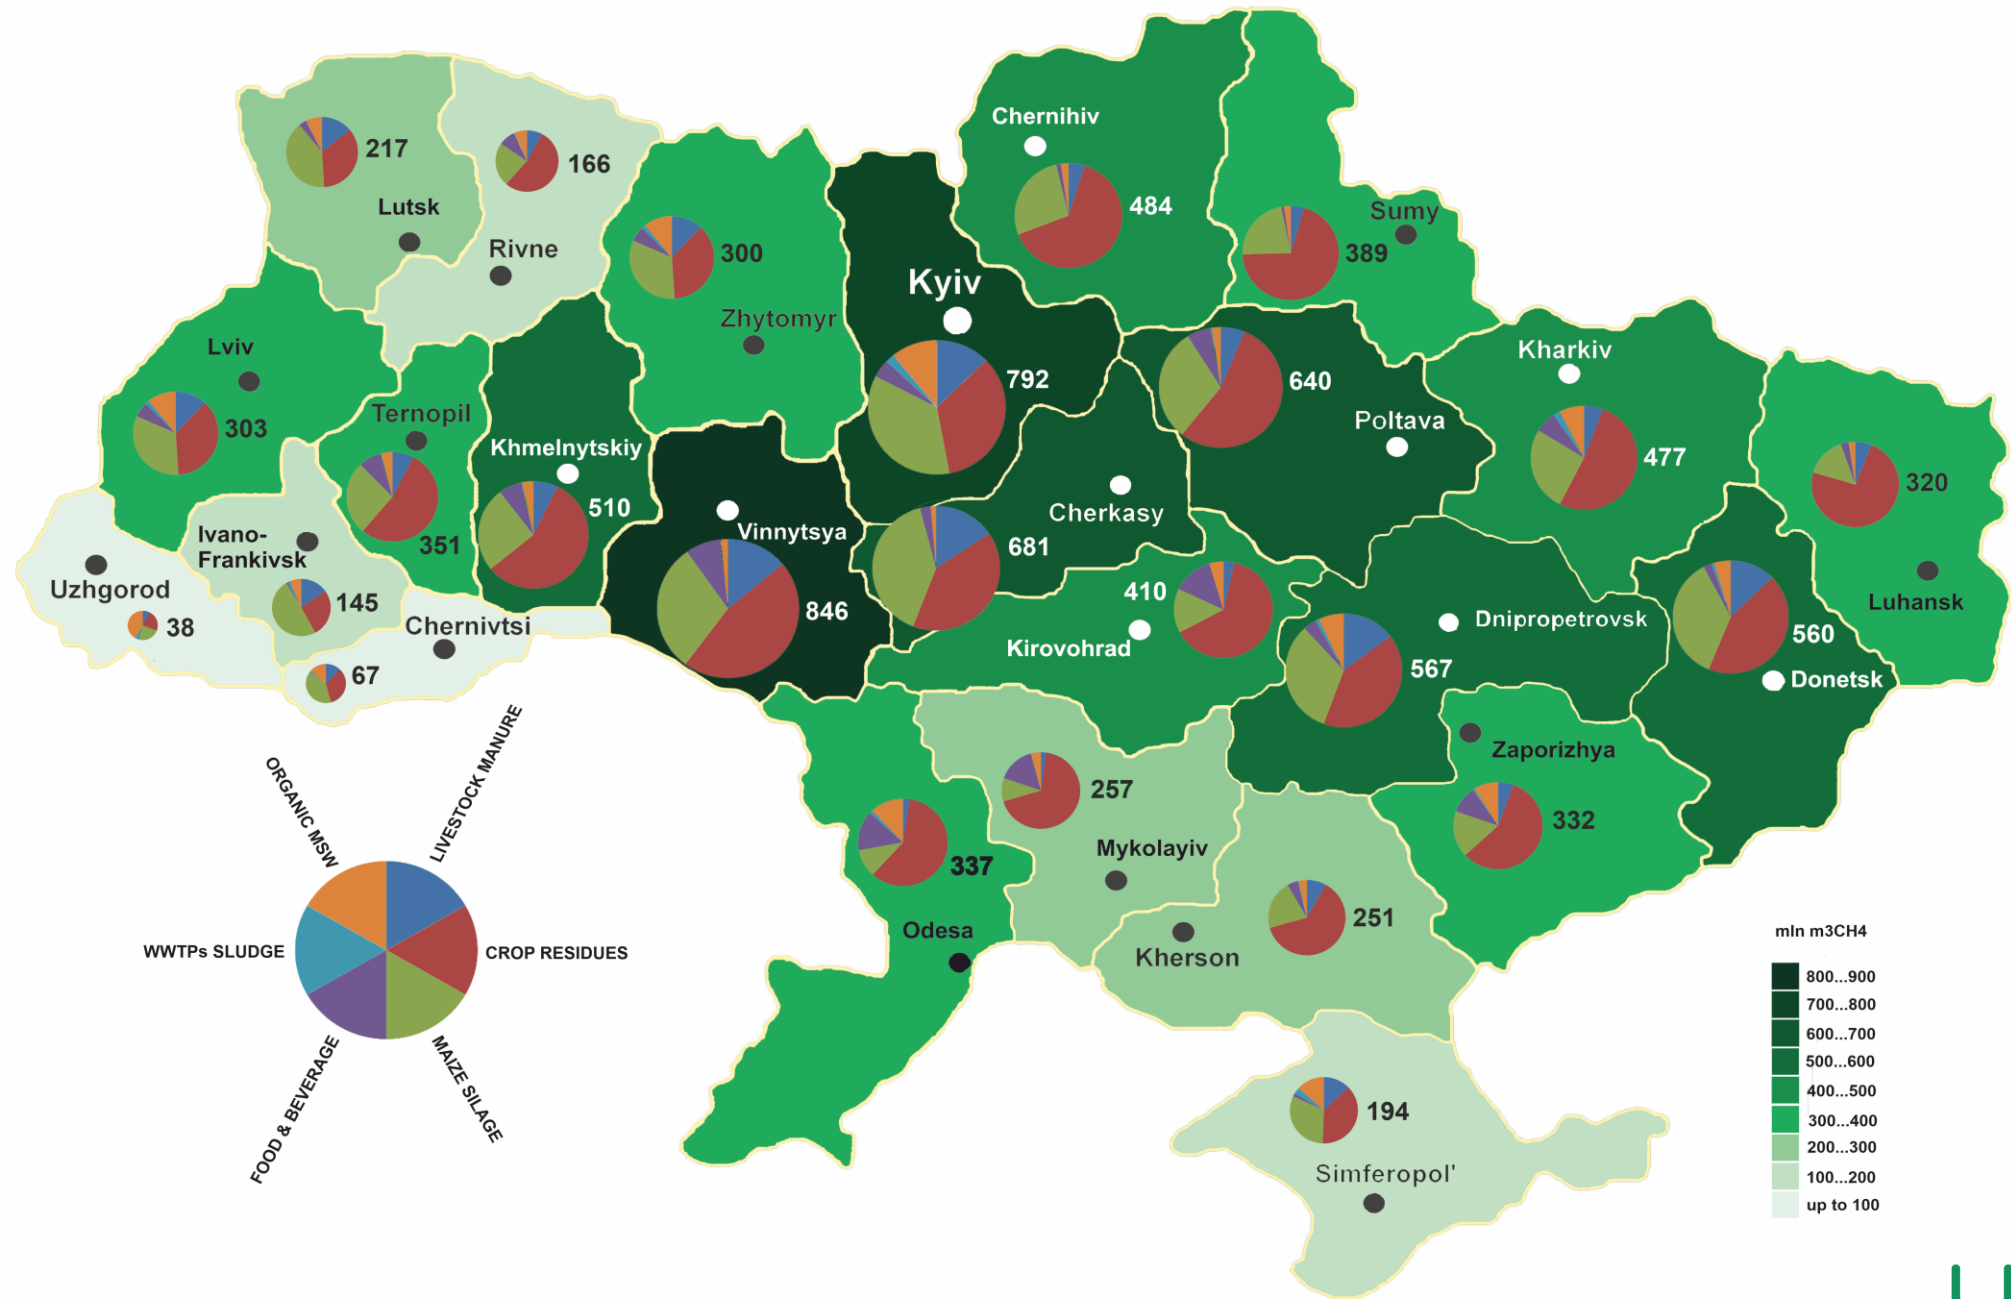 Chernihiv
484
Sumy
389
217
Lutsk
166
Rivne
300
Zhytomyr
Kyiv
792
640
Poltava
Kharkiv
477
320
Luhansk
Lviv
303
Ternopil
351
Khmelnytskiy
510
Vinnytsya
846
Cherkasy
681
410
Kirovohrad
Dnipropetrovsk
567
560
Donetsk
Ivano-
Frankivsk
145
Uzhgorod
38
Chernivtsi
67
Zaporizhya
332
257
Mykolayiv
337
Odesa
251
Kherson
194
Simferopol'
ORGANIC MSW
LIVESTOCK MANURE
WWTPs SLUDGE
CROP RESIDUES
FOOD & BEVERAGE
MAIZE SILAGE
mln m3CH4
800...900
700...800
600...700
500...600
400...500
300...400
200...300
100...200
up to 100